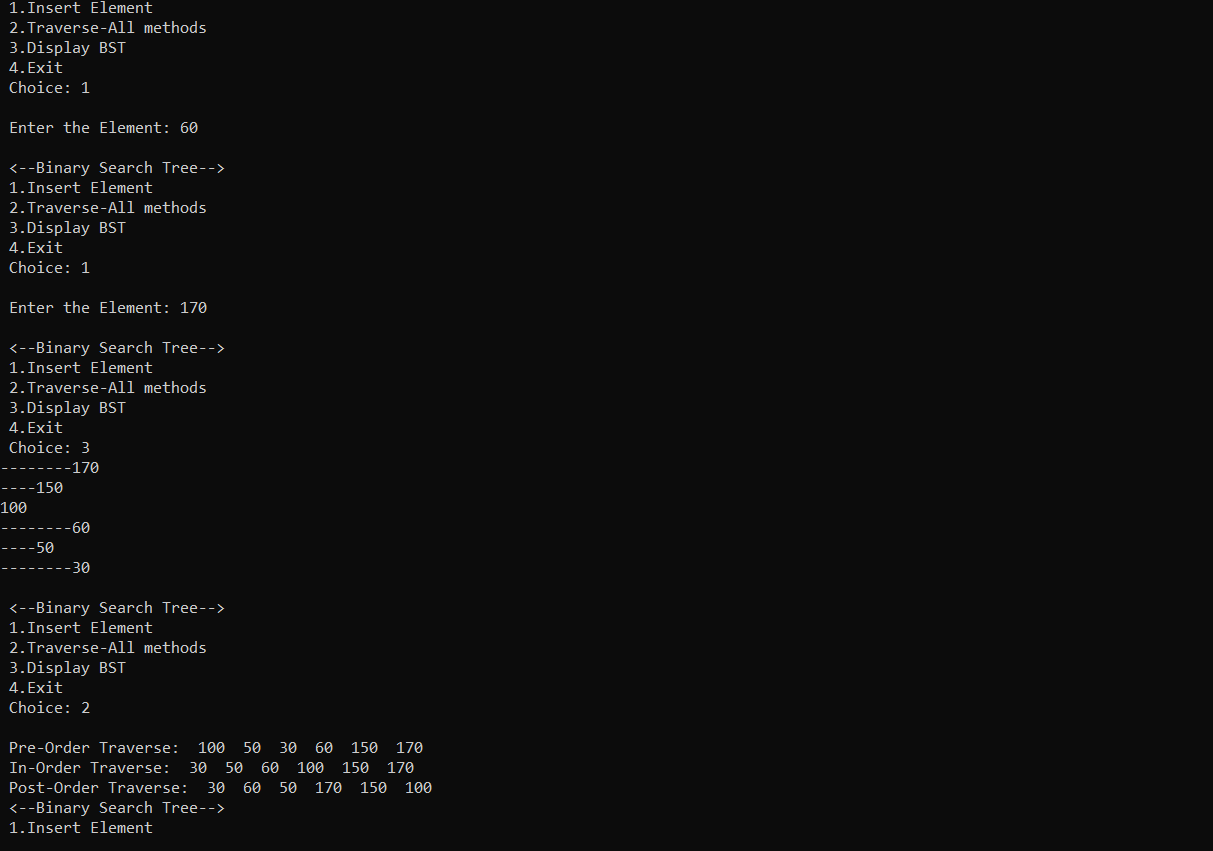 1.Insert Element
2.Traverse-All methods
3.Display BST
4.Exit
Choice: 1
Enter the Element: 60
<--Binary Search Tree-->
1.Insert Element
2.Traverse-All methods
3.Display BST
4.Exit
Choice: 1
Enter the Element: 170
<--Binary Search Tree-->
1.Insert Element
2.Traverse-All methods
3.Display BST
4.Exit
Choice: 3
--------170
----150
100
--------60
----50
--------30
<--Binary Search Tree-->
1.Insert Element
2.Traverse-All methods
3.Display BST
4.Exit
Choice: 2
Pre-Order Traverse:  100  50  30  60  150  170
In-Order Traverse:  30  50  60  100  150  170
Post-Order Traverse:  30  60  50  170  150  100
<--Binary Search Tree-->
1.Insert Element